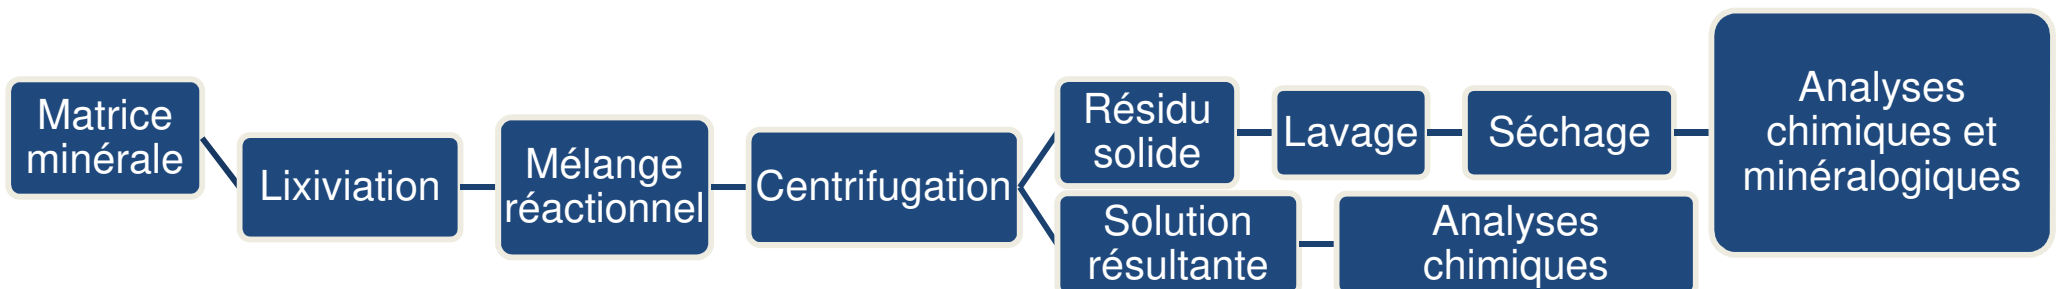 Matrice
minérale
Lixiviation
Mélange
réactionnel
Centrifugation
Résidu
solide
Lavage
Séchage
Analyses
chimiques et
minéralogiques
Solution
résultante
Analyses
chimiques